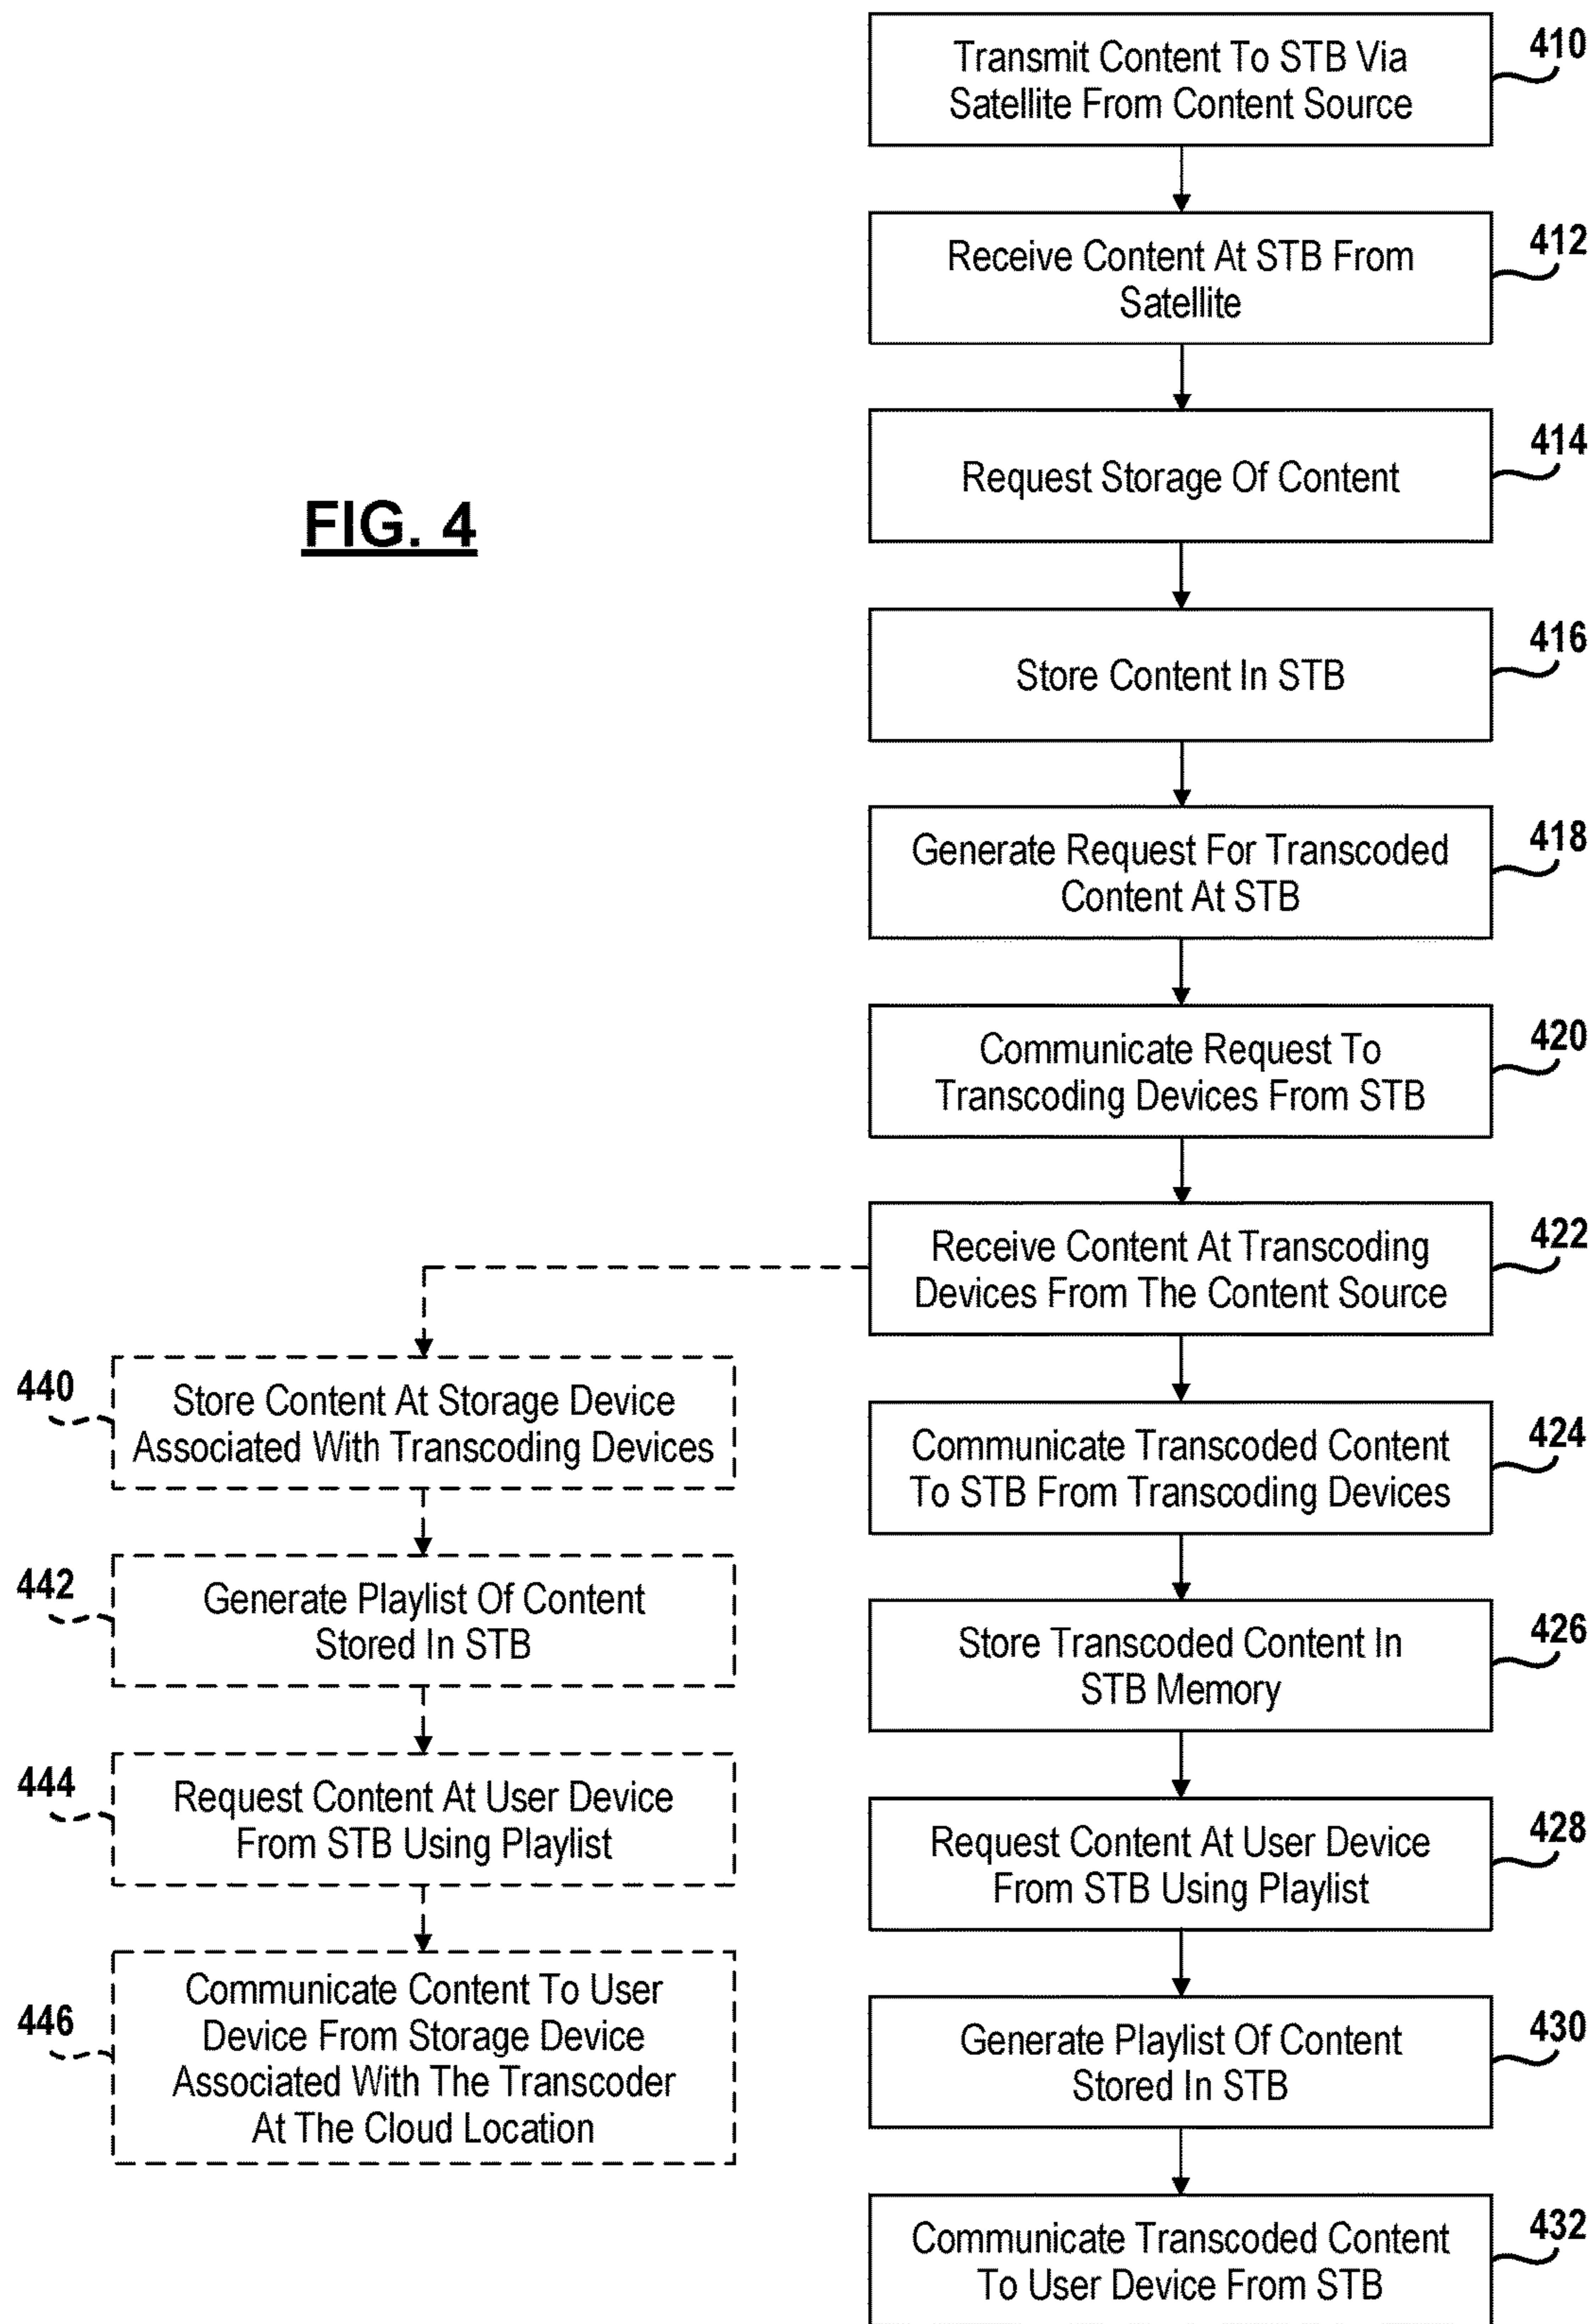 410
Transmit Content To STB Via
Satellite From Content Source
412
Receive Content At STB From
Satellite
414
Request Storage Of Content
FIG. 4
416
Store Content In STB
418
Generate Request For Transcoded
Content At STB
420
Communicate Request To
Transcoding Devices From STB
422
Receive Content At Transcoding
Devices From The Content Source
424
Communicate Transcoded Content
To STB From Transcoding Devices
426
Store Transcoded Content In
STB Memory
428
Request Content At User Device
From STB Using Playlist
430
Generate Playlist Of Content
Stored In STB
432
Communicate Transcoded Content
To User Device From STB
440
Store Content At Storage Device
Associated With Transcoding Devices
442
Generate Playlist Of Content
Stored In STB
444
Request Content At User Device
From STB Using Playlist
446
Communicate Content To User
Device From Storage Device
Associated With The Transcoder
At The Cloud Location